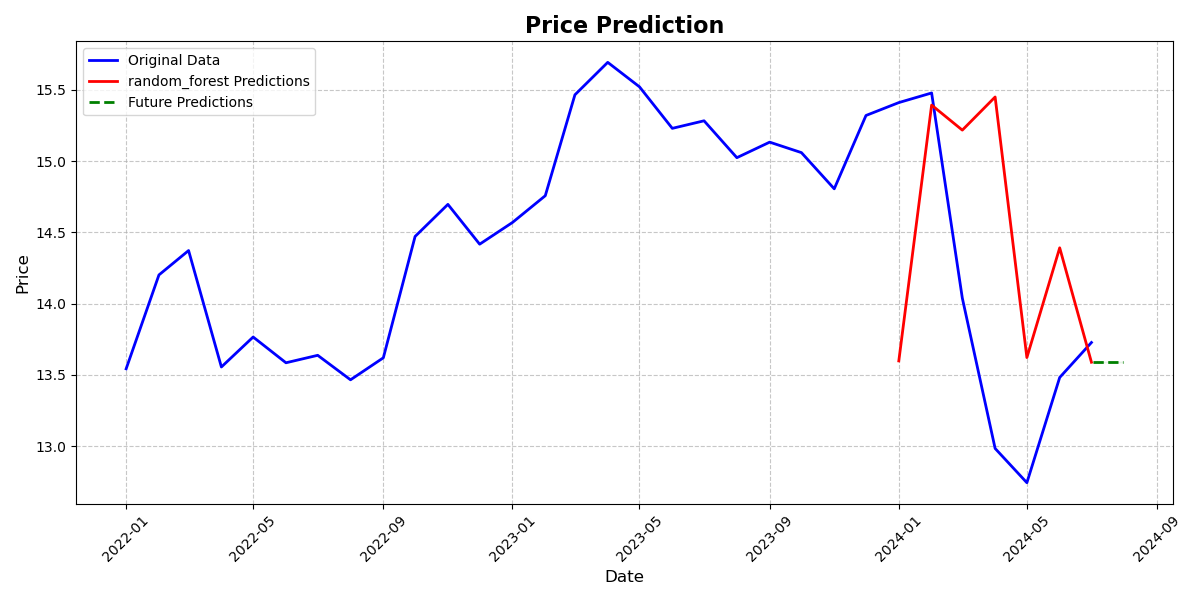 Price Prediction
Original Data
random_forest Predictions
Future Predictions
Price
15.5
15.0
14.5
14.0
13.5
13.0
2022-01
2022-05
2022-09
2023-01
2023-05
2023-09
2024-01
2024-05
2024-09
Date